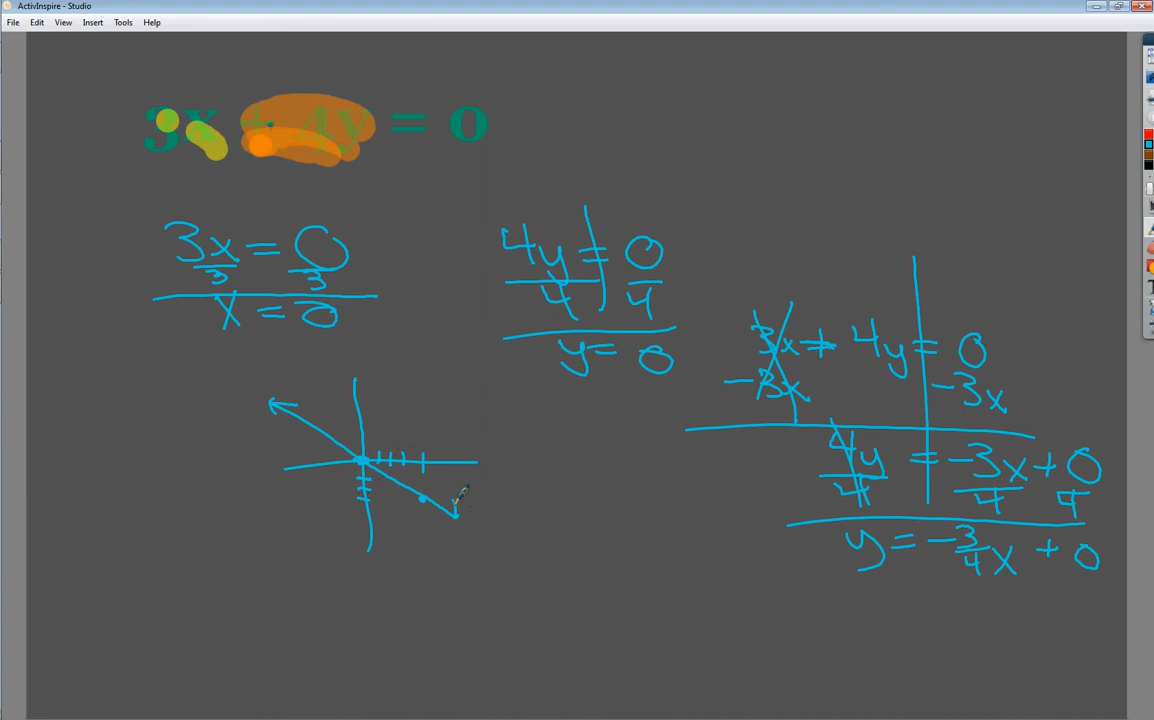 ActivInspire - Studio
File Edit View Insert Tools Help
3x + 4y = 0
3x = 0
3 3
x = 0
4y = 0
4 4
y = 0
3x + 4y = 0
-3x -3x
4y = -3x + 0
4 4 4
y = -3/4 x + 0